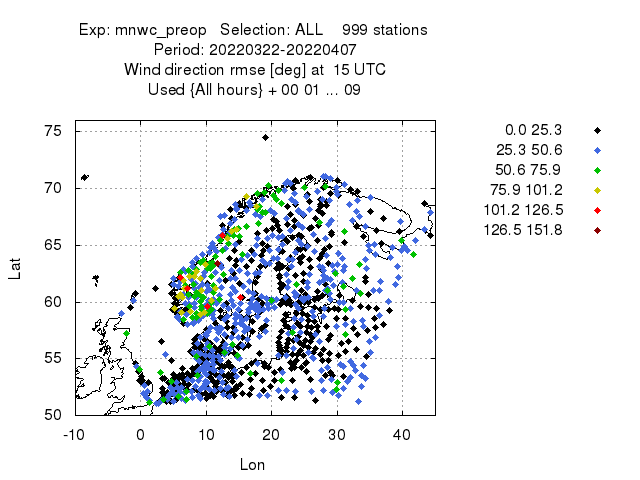 Exp: mnwc_preop   Selection: ALL    999 stations
Period: 20220322-20220407
Wind direction rmse [deg] at  15 UTC
Used {All hours} + 00 01 ... 09
0.0 25.3
25.3 50.6
50.6 75.9
75.9 101.2
101.2 126.5
126.5 151.8
75
70
65
60
55
50
Lat
-10 0 10 20 30 40
Lon